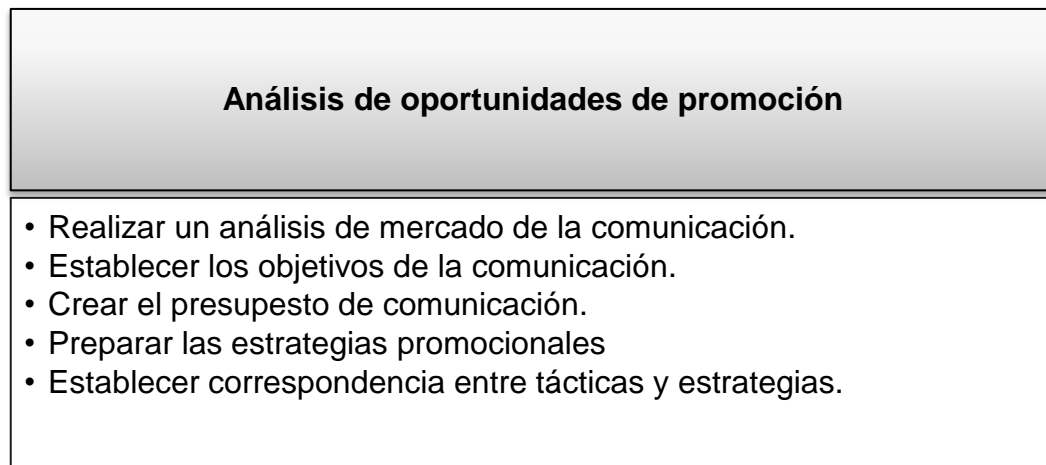 Análisis de oportunidades de promoción
• Realizar un análisis de mercado de la comunicación.
• Establecer los objetivos de la comunicación.
• Crear el presupesto de comunicación.
• Preparar las estrategias promocionales
• Establecer correspondencia entre tácticas y estrategias.